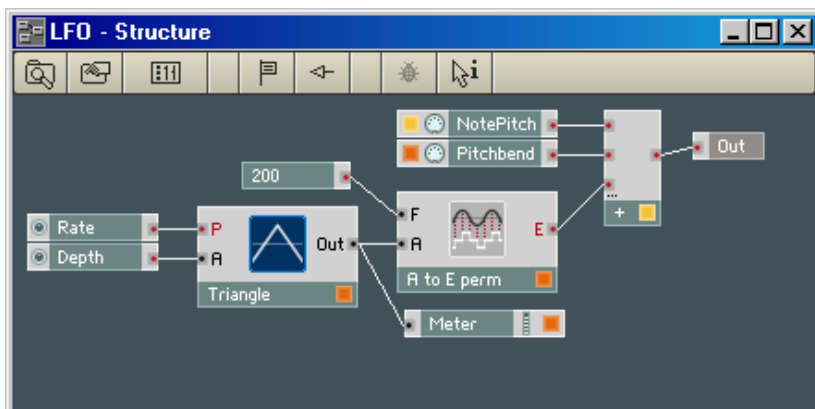 LFO - Structure
NotePitch
Pitchbend
Out
200
F
E
A
A to E perm
+
Rate
Depth
P
A
Out
Triangle
Meter